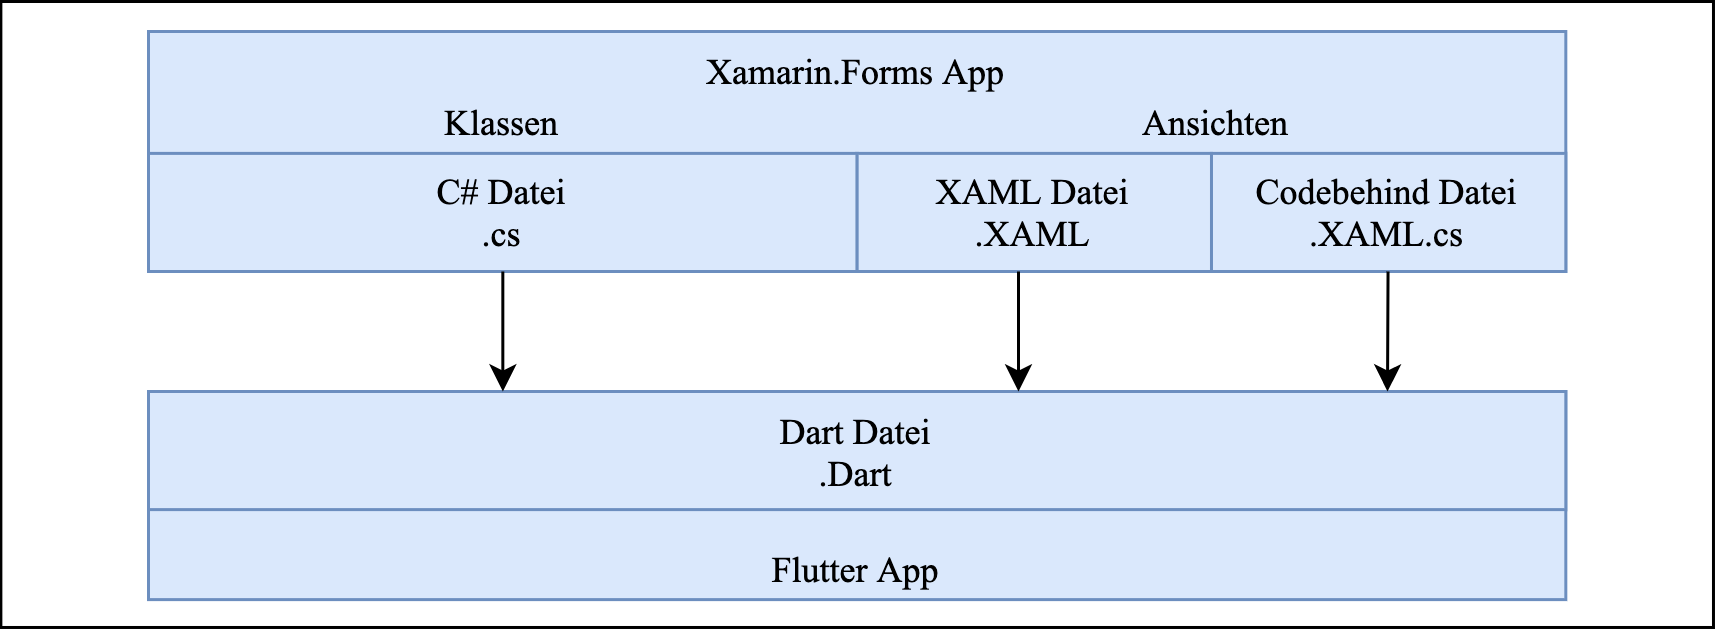 Xamarin.Forms App
Klassen
Ansichten
C# Datei
.cs
XAML Datei
.XAML
Codebehind Datei
.XAML.cs
Dart Datei
.Dart
Flutter App